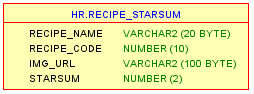 HR.RECIPE_STARSUM
RECIPE_NAME VARCHAR2 (20 BYTE)
RECIPE_CODE NUMBER (10)
IMG_URL VARCHAR2 (100 BYTE)
STARSUM NUMBER (2)